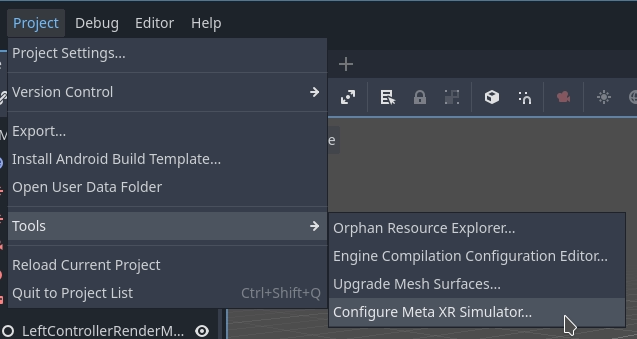 Project Debug Editor Help
Project Settings...
Version Control
Export...
Install Android Build Template...
Open User Data Folder
Tools
Orphan Resource Explorer...
Engine Compilation Configuration Editor...
Upgrade Mesh Surfaces...
Configure Meta XR Simulator...
Reload Current Project
Quit to Project List Ctrl+Shift+Q
LeftControllerRenderM...